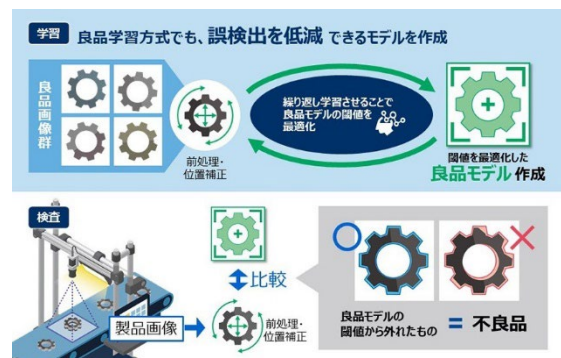 学習
良品学習方式でも、誤検出を低減できるモデルを作成
良品画像群
前処理・
位置補正
繰り返し学習させることで
良品モデルの閾値を
最適化
閾値を最適化した
良品モデル作成
検査
製品画像
比較
前処理・
位置補正
良品モデルの
閾値から外れたもの
= 不良品